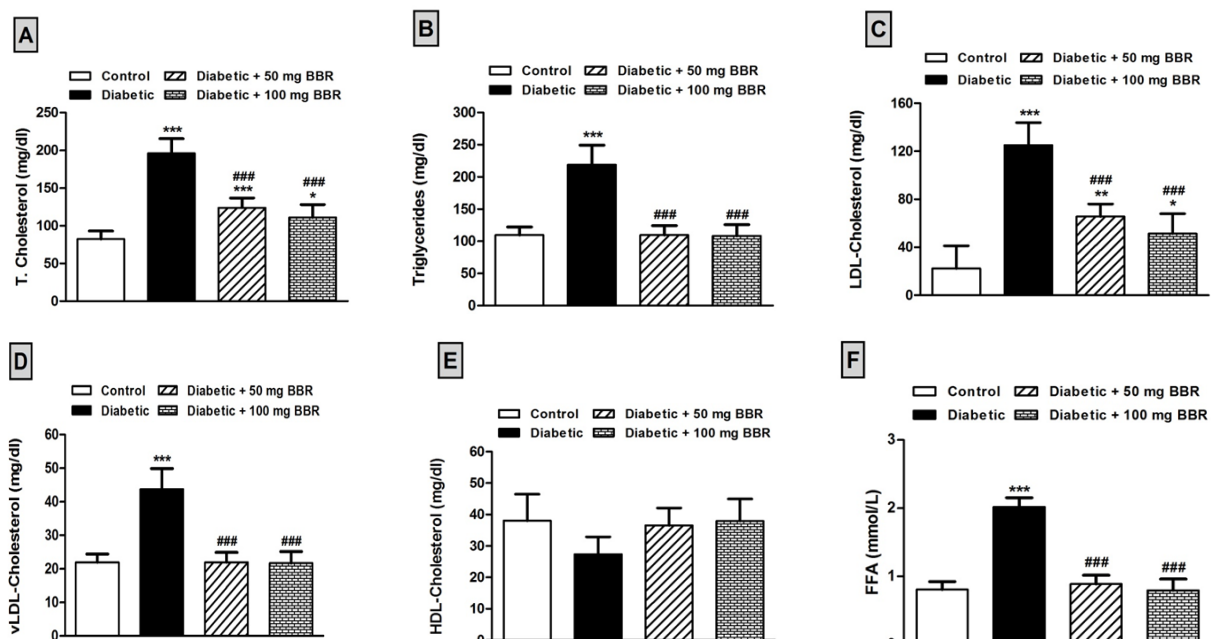 A
Control Diabetic + 50 mg BBR
Diabetic Diabetic + 100 mg BBR
T. Cholesterol (mg/dl)
250
200
150
100
50
0
***
###
***
###
*
B
Control Diabetic + 50 mg BBR
Diabetic Diabetic + 100 mg BBR
Triglycerides (mg/dl)
300
250
200
150
100
50
0
***
###
###
C
Control Diabetic + 50 mg BBR
Diabetic Diabetic + 100 mg BBR
LDL-Cholesterol (mg/dl)
160
120
80
40
0
***
###
**
###
*
D
Control Diabetic + 50 mg BBR
Diabetic Diabetic + 100 mg BBR
vLDL-Cholesterol (mg/dl)
60
50
40
30
20
10
0
***
###
###
E
Control Diabetic + 50 mg BBR
Diabetic Diabetic + 100 mg BBR
HDL-Cholesterol (mg/dl)
60
50
40
30
20
10
0
F
Control Diabetic + 50 mg BBR
Diabetic Diabetic + 100 mg BBR
FFA (mmol/L)
3
2
1
0
***
###
###